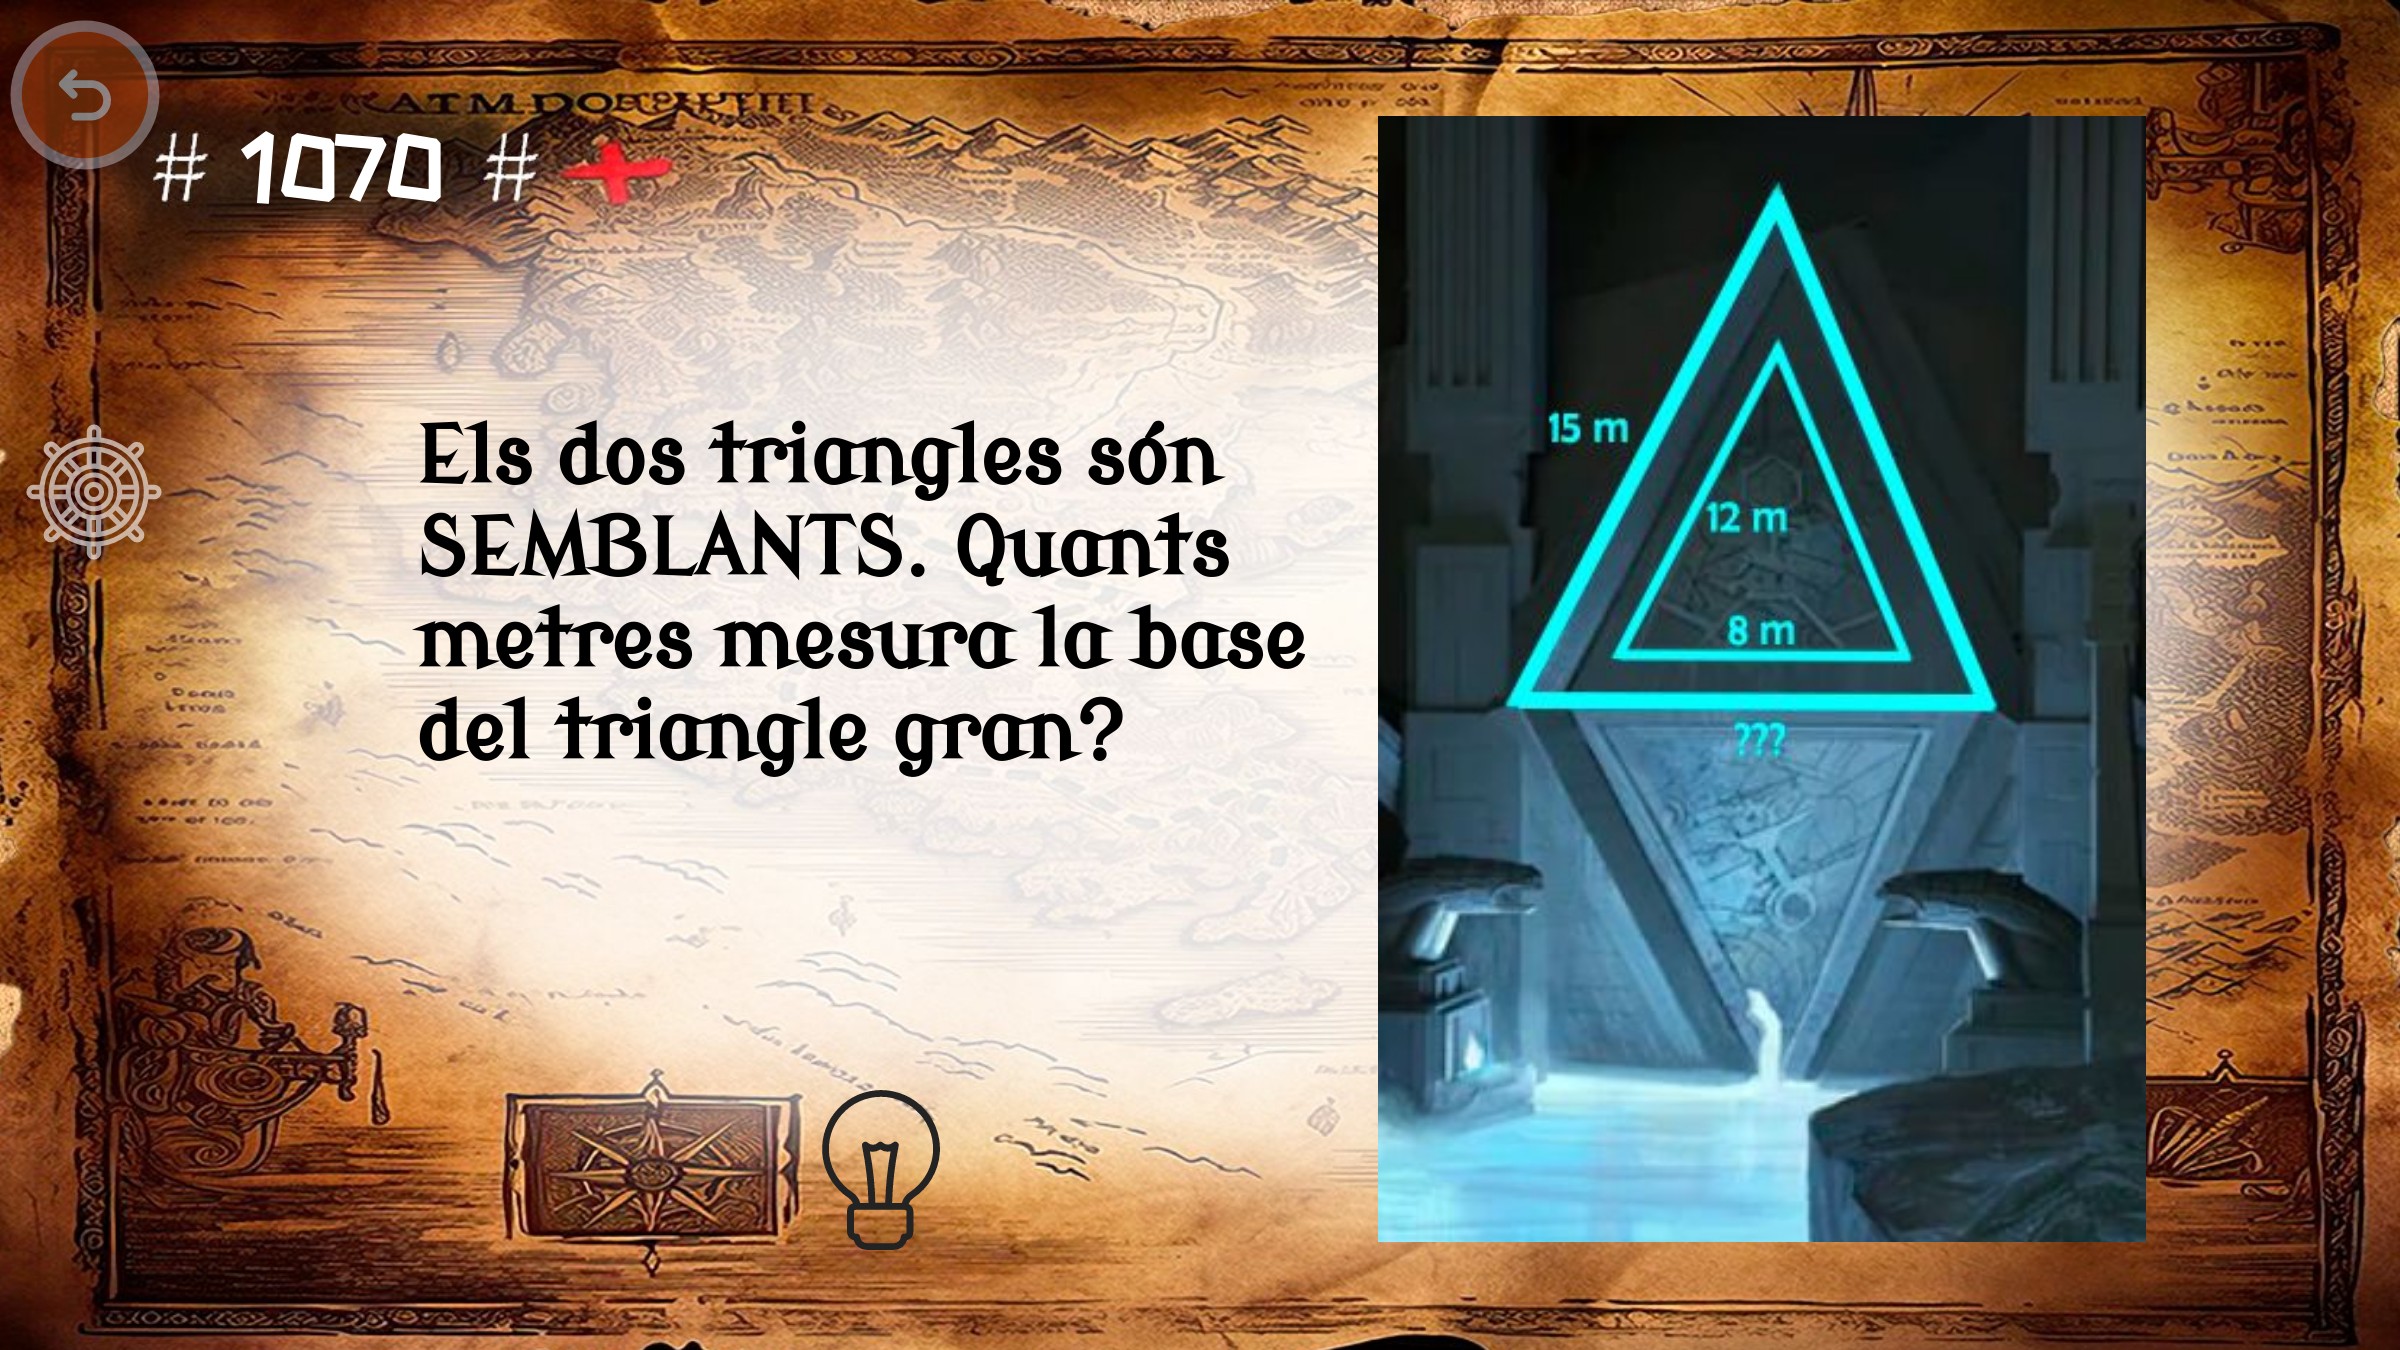 # 1070 #
Els dos triangles són
SEMBLANTS. Quants
metres mesura la base
del triangle gran?
15 m
12 m
8 m
???